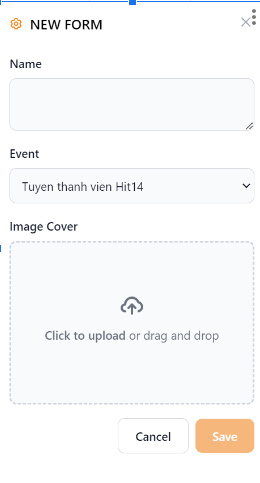 NEW FORM
Name
Event
Tuyen thanh vien Hit14
Image Cover
Click to upload or drag and drop
Cancel
Save